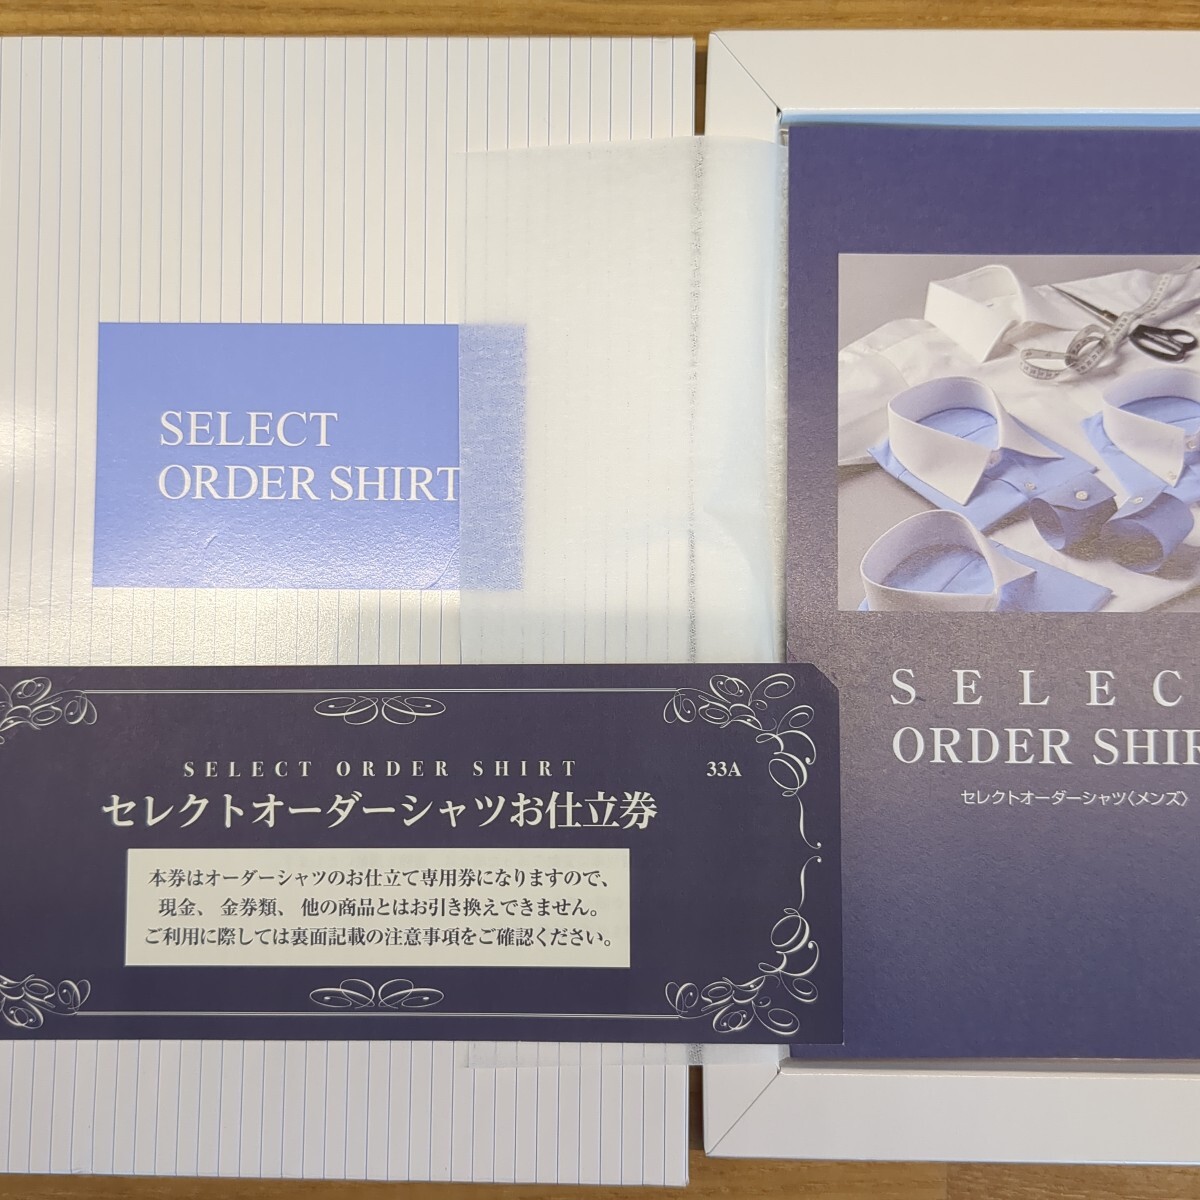 SELECT
ORDER SHIRT
SELECT ORDER SHIRT
33A
セレクトオーダーシャツお仕立券
本券はオーダーシャツのお仕立て専用券になりますので、
現金、金券類、他の商品とはお引き換えできません。
ご利用に際しては裏面記載の注意事項をご確認ください。
SELEC
ORDER SHIR
セレクトオーダーシャツ〈メンズ〉